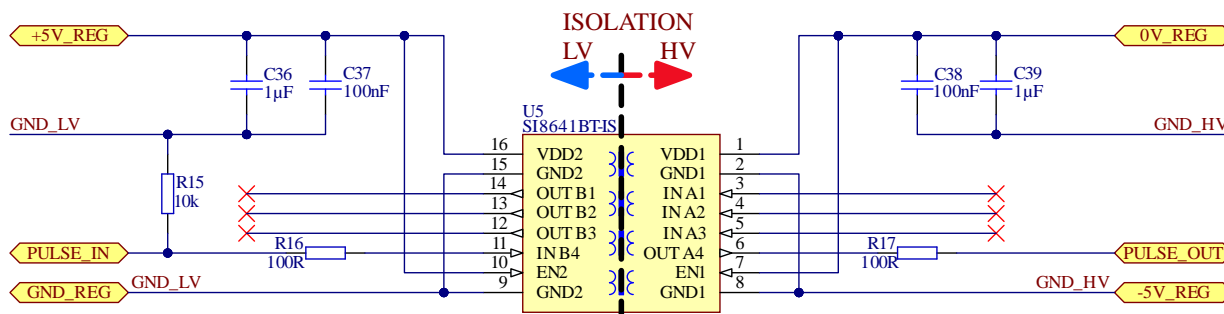 ISOLATION
LV HV
+5V_REG
0V_REG
C36
1µF
C37
100nF
C38
100nF
C39
1µF
U5
SI8641BT-IS
GND_LV
GND_HV
16 VDD2 VDD1 1
15 GND2 GND1 2
14 OUT B1 IN A1 3
13 OUT B2 IN A2 4
12 OUT B3 IN A3 5
11 IN B4 OUT A4 6
10 EN2 EN1 7
9 GND2 GND1 8
R15
10k
PULSE_IN
R16
100R
R17
100R
PULSE_OUT
GND_REG
GND_LV
GND_HV
-5V_REG